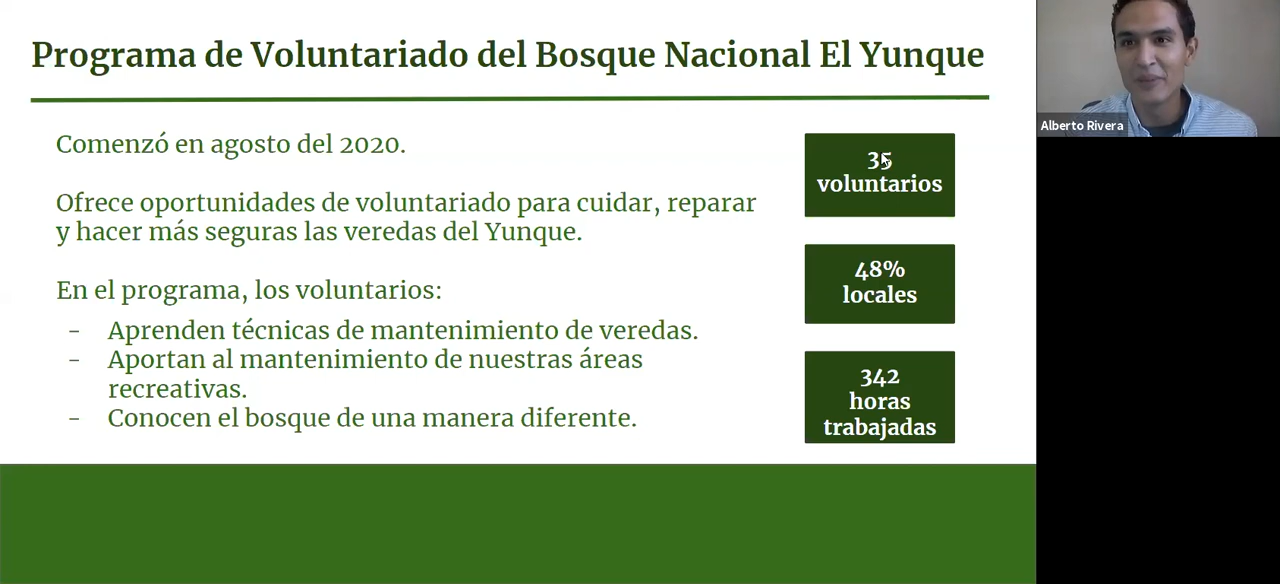 Programa de Voluntariado del Bosque Nacional El Yunque
Comenzó en agosto del 2020.
Ofrece oportunidades de voluntariado para cuidar, reparar
y hacer más seguras las veredas del Yunque.
En el programa, los voluntarios:
- Aprenden técnicas de mantenimiento de veredas.
- Aportan al mantenimiento de nuestras áreas
recreativas.
- Conocen el bosque de una manera diferente.
35
voluntarios
48%
locales
342
horas
trabajadas
Alberto Rivera